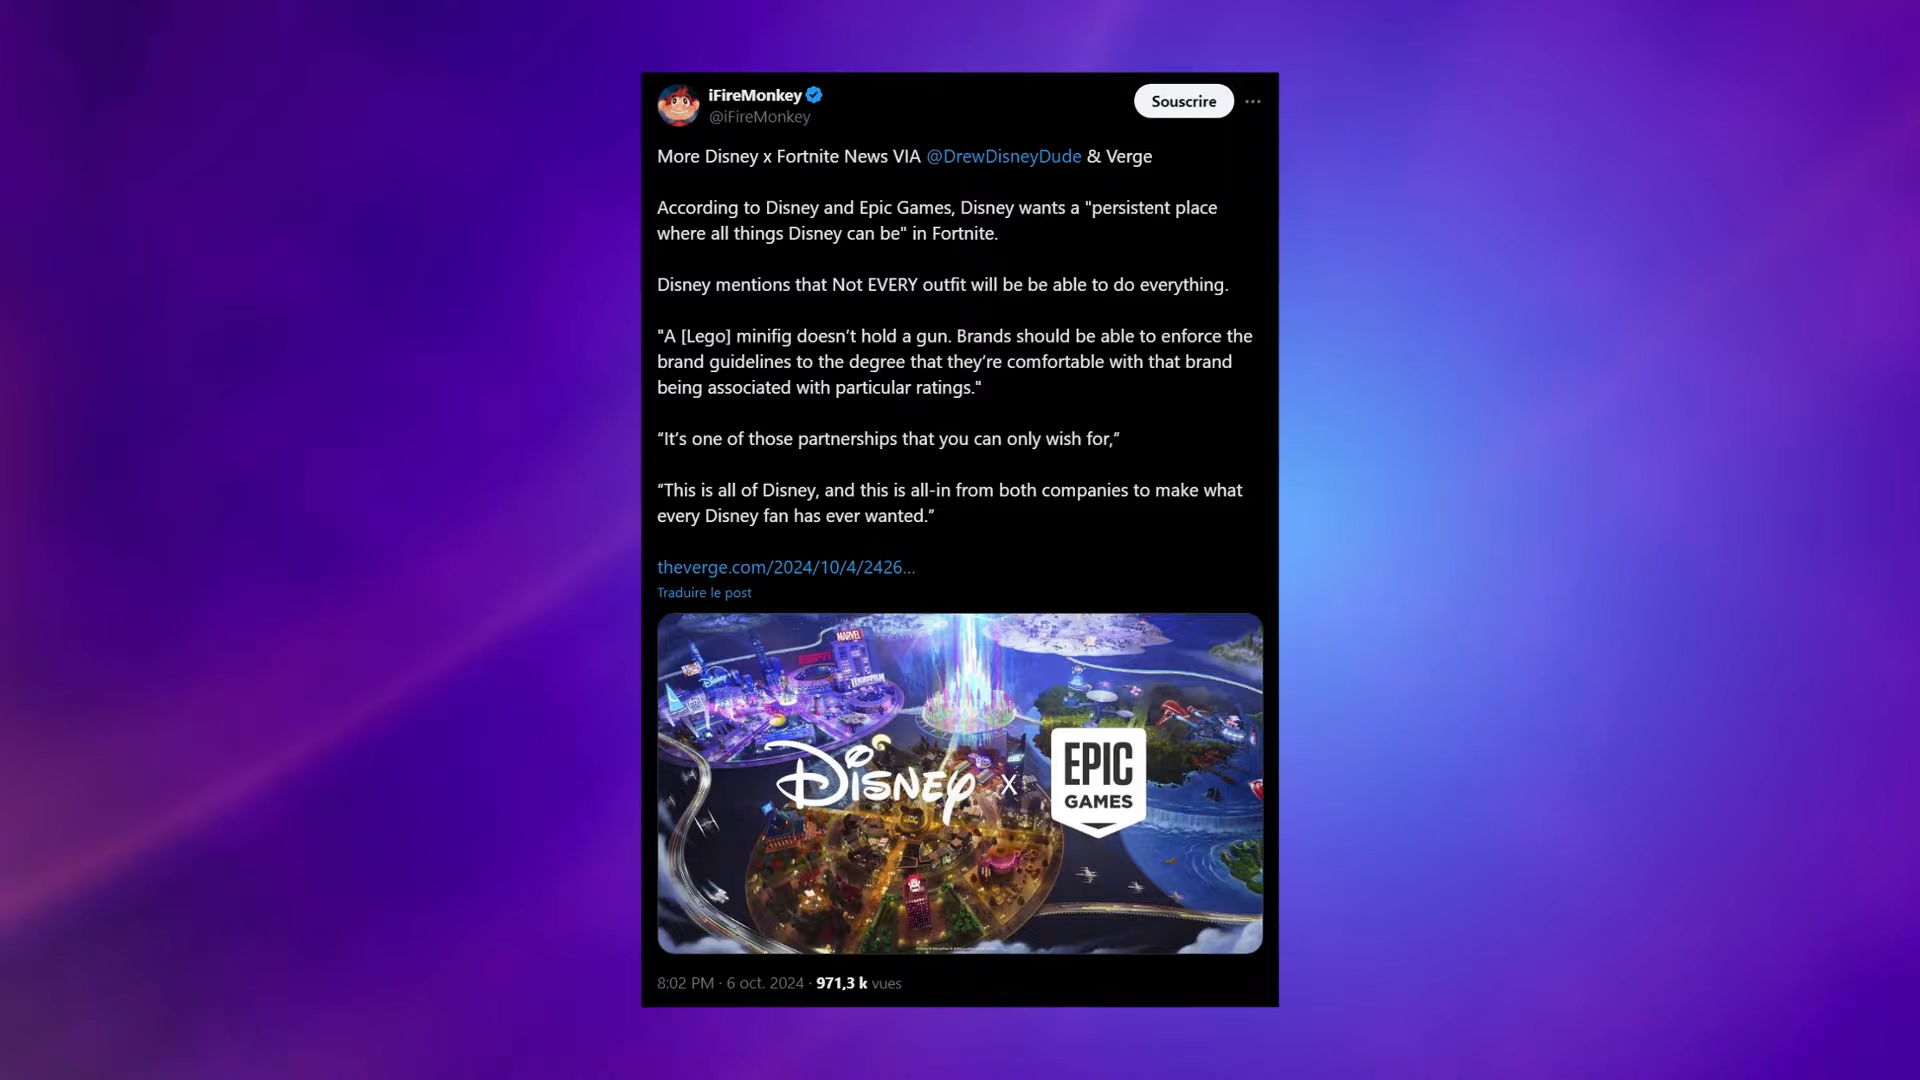 iFireMonkey
@iFireMonkey
Souscrire
More Disney x Fortnite News VIA @DrewDisneyDude & Verge
According to Disney and Epic Games, Disney wants a "persistent place
where all things Disney can be" in Fortnite.
Disney mentions that Not EVERY outfit will be be able to do everything.
"A [Lego] minifig doesn’t hold a gun. Brands should be able to enforce the
brand guidelines to the degree that they’re comfortable with that brand
being associated with particular ratings."
“It’s one of those partnerships that you can only wish for,”
“This is all of Disney, and this is all-in from both companies to make what
every Disney fan has ever wanted.”
theverge.com/2024/10/4/2426...
Traduire le post
MARVEL
ESPN
Disney
LUCASFILM
Disney x EPIC
GAMES
8:02 PM · 6 oct. 2024 · 971,3 k vues